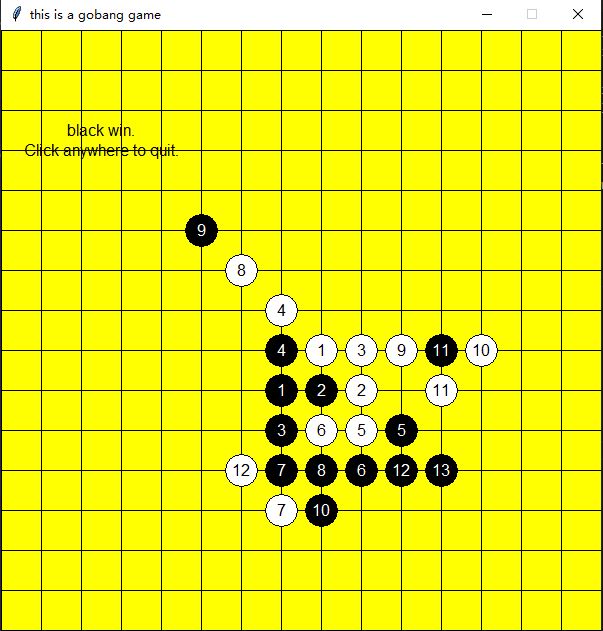 this is a gobang game
black win.
Click anywhere to quit.
9
8
4
4 1 3 9 11 10
1 2 2 11
3 6 5 5
12 7 8 6 12 13
7 10